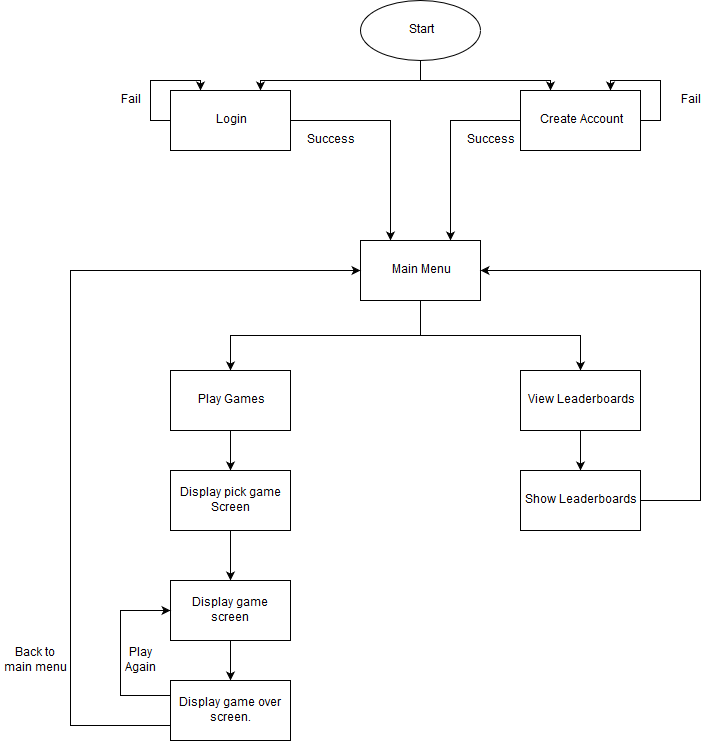 Start
Fail
Login
Create Account
Fail
Success
Success
Main Menu
Play Games
View Leaderboards
Display pick game
Screen
Show Leaderboards
Display game
screen
Back to
main menu
Play
Again
Display game over
screen.